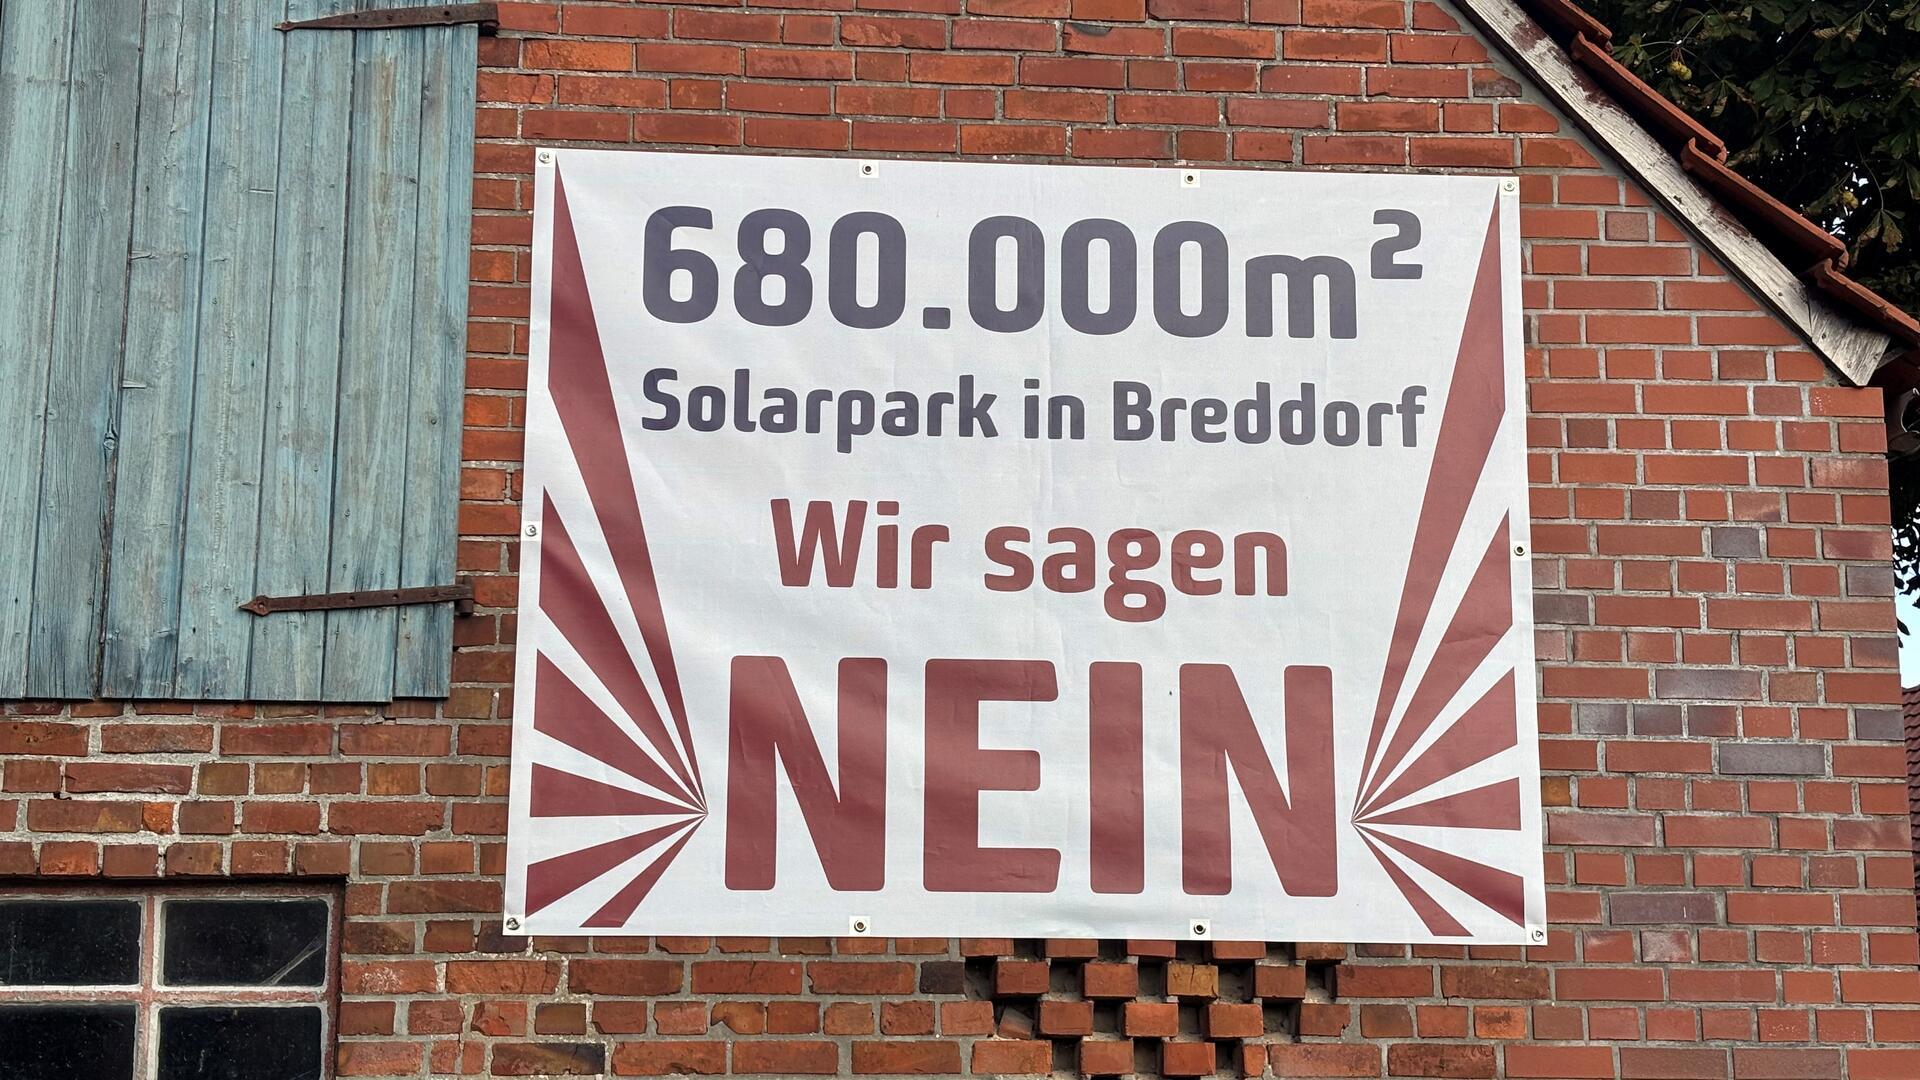 680.000m²
Solarpark in Breddorf
Wir sagen
NEIN